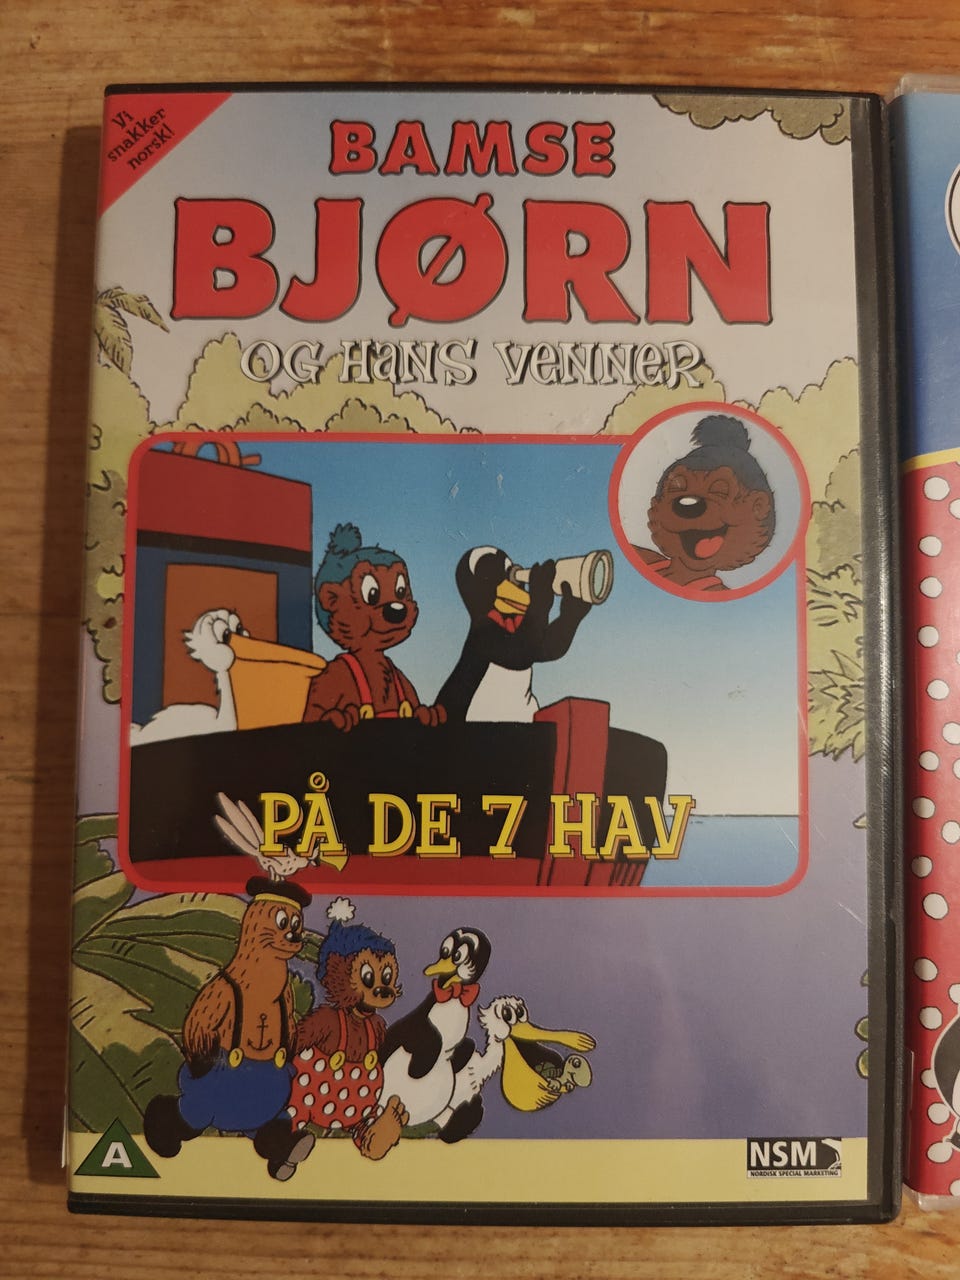 Vi
snakker
norsk!
BAMSE
BJØRN
OG HANS VENNER
PÅ DE 7 HAV
A
NSM
NORDISK SPECIAL MARKETING